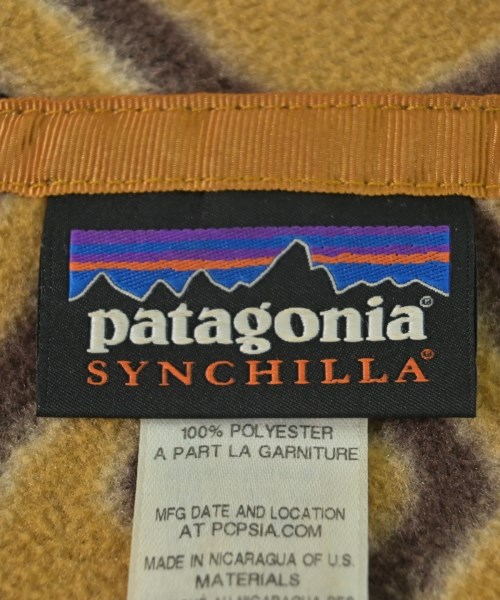 patagonia®
SYNCHILLA®
100% POLYESTER
A PART LA GARNITURE
MFG DATE AND LOCATION
AT PCPSIA.COM
MADE IN NICARAGUA OF U.S.
MATERIALS